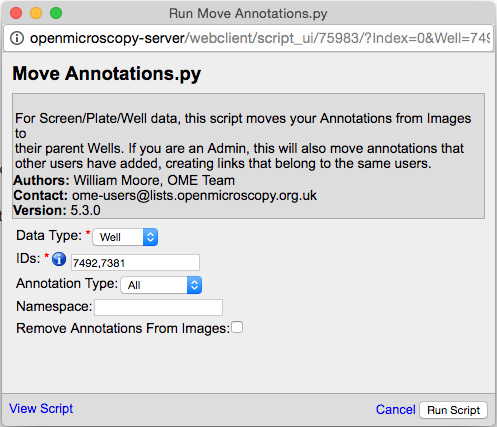 Run Move Annotations.py
openmicroscopy-server/webclient/script_ui/75983/?Index=0&Well=749
Move Annotations.py
For Screen/Plate/Well data, this script moves your Annotations from Images
to
their parent Wells. If you are an Admin, this will also move annotations that
other users have added, creating links that belong to the same users.
Authors: William Moore, OME Team
Contact: ome-users@lists.openmicroscopy.org.uk
Version: 5.3.0
Data Type: * Well
IDs: * i 7492,7381
Annotation Type: All
Namespace:
Remove Annotations From Images:
View Script Cancel Run Script